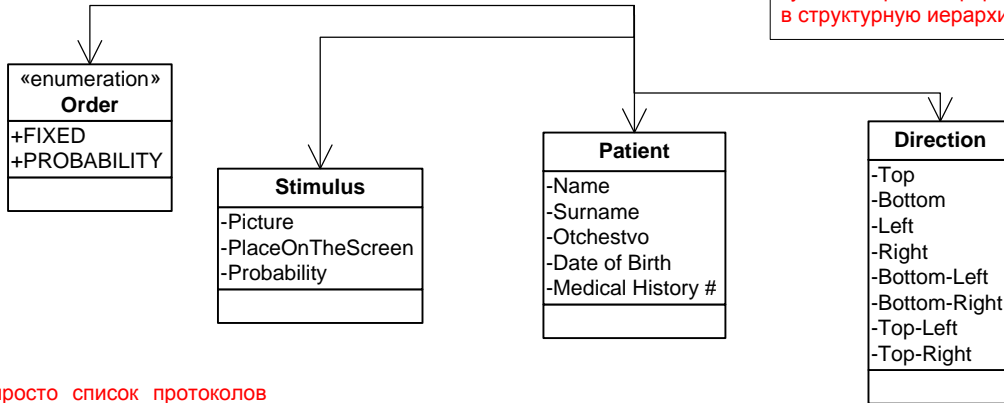 в структурную
«enumeration»
Order
+FIXED
+PROBABILITY
Stimulus
-Picture
-PlaceOnTheScreen
-Probability
Patient
-Name
-Surname
-Otchestvo
-Date of Birth
-Medical History #
Direction
-Top
-Bottom
-Left
-Right
-Bottom-Left
-Bottom-Right
-Top-Left
-Top-Right
просто список протоколов